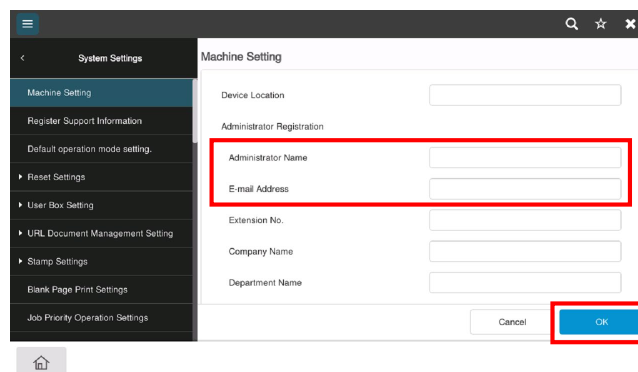 System Settings
Machine Setting
Register Support Information
Default operation mode setting.
Reset Settings
User Box Setting
URL Document Management Setting
Stamp Settings
Blank Page Print Settings
Job Priority Operation Settings
Machine Setting
Device Location
Administrator Registration
Administrator Name
E-mail Address
Extension No.
Company Name
Department Name
Cancel
OK